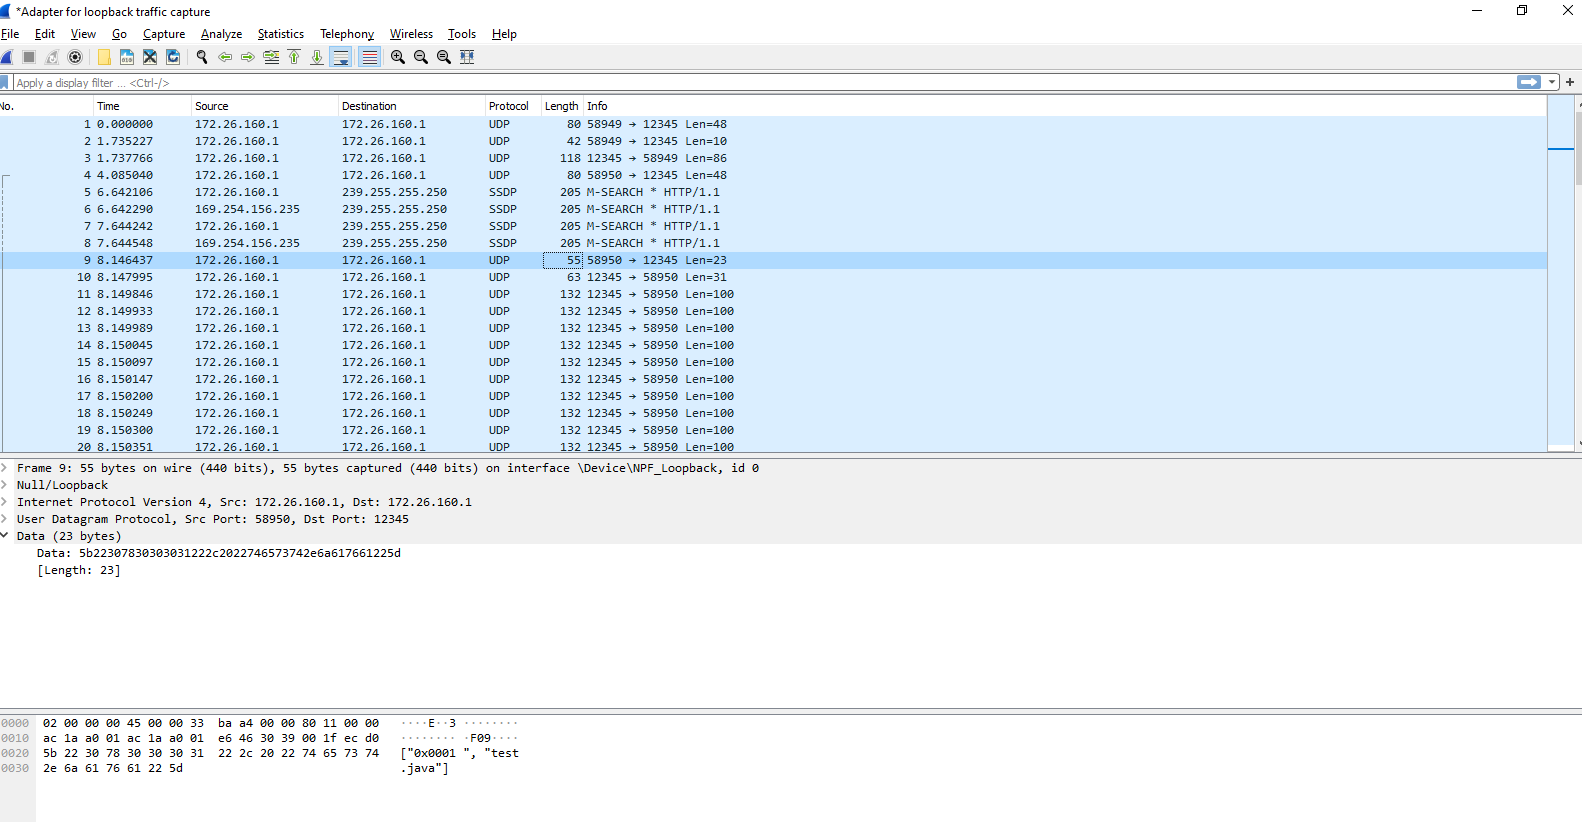 *Adapter for loopback traffic capture
File Edit View Go Capture Analyze Statistics Telephony Wireless Tools Help
Apply a display filter ... <Ctrl-/>
No. Time Source Destination Protocol Length Info
1 0.000000 172.26.160.1 172.26.160.1 UDP 80 58949 → 12345 Len=48
2 1.735227 172.26.160.1 172.26.160.1 UDP 42 58949 → 12345 Len=10
3 1.737766 172.26.160.1 172.26.160.1 UDP 118 12345 → 58949 Len=86
4 4.085040 172.26.160.1 172.26.160.1 UDP 80 58950 → 12345 Len=48
5 6.642106 172.26.160.1 239.255.255.250 SSDP 205 M-SEARCH * HTTP/1.1
6 6.642290 169.254.156.235 239.255.255.250 SSDP 205 M-SEARCH * HTTP/1.1
7 7.644242 172.26.160.1 239.255.255.250 SSDP 205 M-SEARCH * HTTP/1.1
8 7.644548 169.254.156.235 239.255.255.250 SSDP 205 M-SEARCH * HTTP/1.1
9 8.146437 172.26.160.1 172.26.160.1 UDP 55 58950 → 12345 Len=23
10 8.147995 172.26.160.1 172.26.160.1 UDP 63 12345 → 58950 Len=31
11 8.149846 172.26.160.1 172.26.160.1 UDP 132 12345 → 58950 Len=100
12 8.149933 172.26.160.1 172.26.160.1 UDP 132 12345 → 58950 Len=100
13 8.149989 172.26.160.1 172.26.160.1 UDP 132 12345 → 58950 Len=100
14 8.150045 172.26.160.1 172.26.160.1 UDP 132 12345 → 58950 Len=100
15 8.150097 172.26.160.1 172.26.160.1 UDP 132 12345 → 58950 Len=100
16 8.150147 172.26.160.1 172.26.160.1 UDP 132 12345 → 58950 Len=100
17 8.150200 172.26.160.1 172.26.160.1 UDP 132 12345 → 58950 Len=100
18 8.150249 172.26.160.1 172.26.160.1 UDP 132 12345 → 58950 Len=100
19 8.150300 172.26.160.1 172.26.160.1 UDP 132 12345 → 58950 Len=100
20 8.150351 172.26.160.1 172.26.160.1 UDP 132 12345 → 58950 Len=100
Frame 9: 55 bytes on wire (440 bits), 55 bytes captured (440 bits) on interface \Device\NPF_Loopback, id 0
Null/Loopback
Internet Protocol Version 4, Src: 172.26.160.1, Dst: 172.26.160.1
User Datagram Protocol, Src Port: 58950, Dst Port: 12345
Data (23 bytes)
Data: 5b22307830303031222c2022746573742e6a617661225d
[Length: 23]
0000 02 00 00 00 45 00 00 33 ba a4 00 00 80 11 00 00 ····E··3 ········
0010 ac 1a a0 01 ac 1a a0 01 e6 46 30 39 00 1f ec d0 ········ ·F09····
0020 5b 22 30 78 30 30 30 31 22 2c 20 22 74 65 73 74 ["0x0001 ", "test
0030 2e 6a 61 76 61 22 5d .java"]